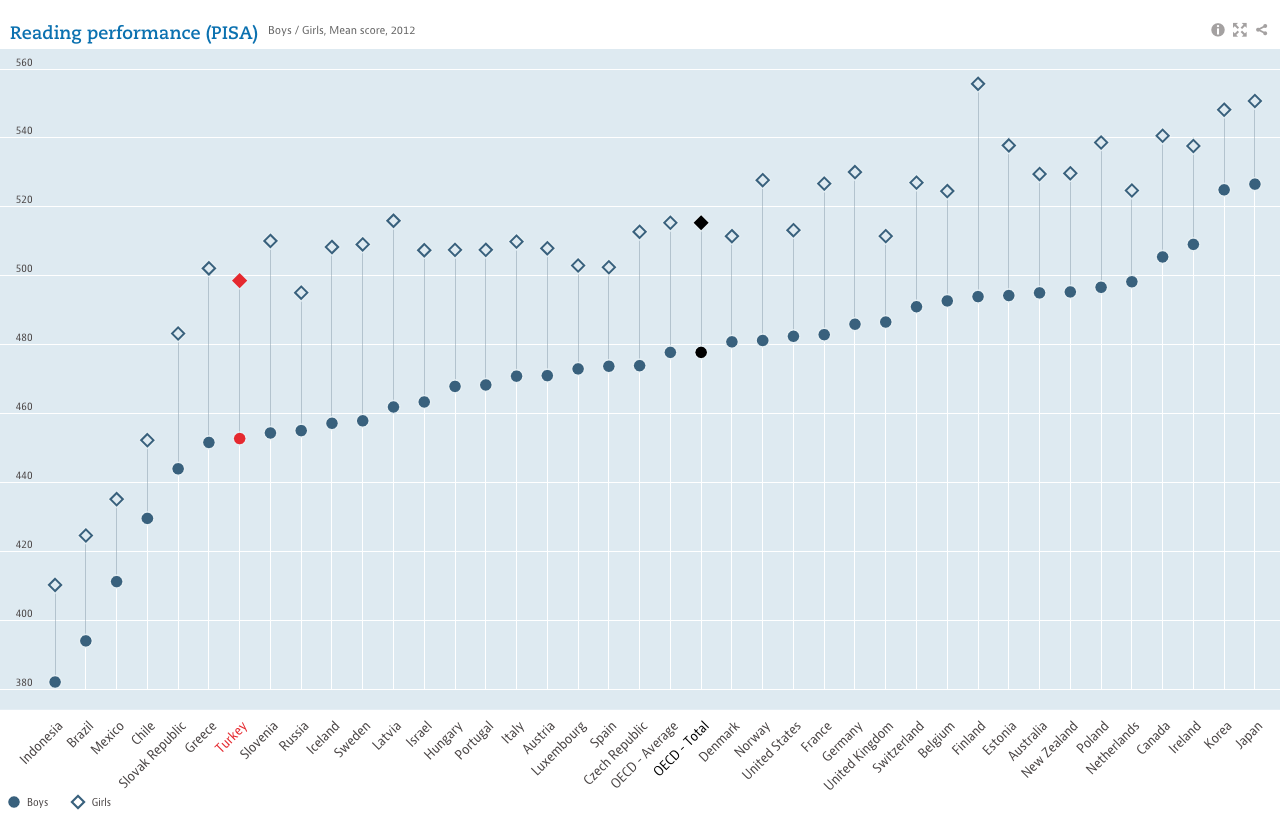 Reading performance (PISA) Boys / Girls, Mean score, 2012
560
540
520
500
480
460
440
420
400
380
Indonesia
Brazil
Mexico
Chile
Slovak Republic
Greece
Turkey
Slovenia
Russia
Iceland
Sweden
Latvia
Israel
Hungary
Portugal
Italy
Austria
Luxembourg
Spain
Czech Republic
OECD - Average
OECD - Total
Denmark
Norway
United States
France
Germany
United Kingdom
Switzerland
Belgium
Finland
Estonia
Australia
New Zealand
Poland
Netherlands
Canada
Ireland
Korea
Japan
Boys Girls